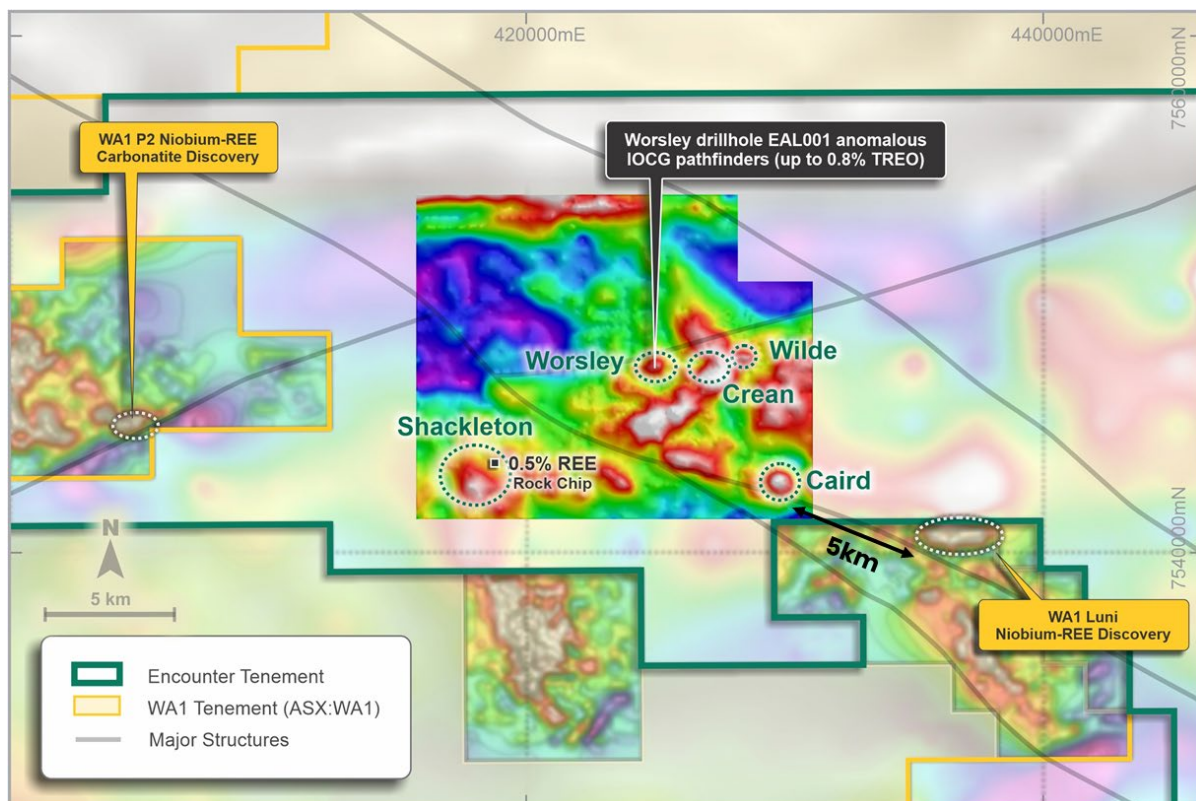 420000mE
440000mE
7560000mN
WA1 P2 Niobium-REE
Carbonatite Discovery
Worsley drillhole EAL001 anomalous
IOCG pathfinders (up to 0.8% TREO)
Worsley
Wilde
Crean
Shackleton
0.5% REE
Rock Chip
Caird
5km
7540000mN
N
5 km
WA1 Luni
Niobium-REE Discovery
Encounter Tenement
WA1 Tenement (ASX:WA1)
Major Structures